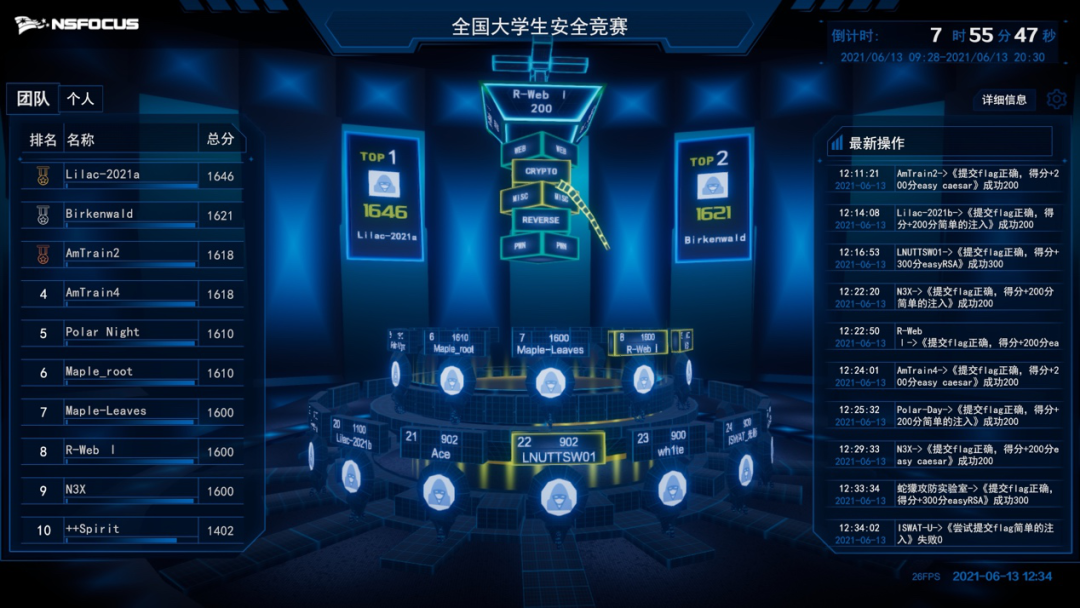 NSFOCUS
全国大学生安全竞赛
倒计时: 7 时 55 分 47 秒
2021/06/13 09:28-2021/06/13 20:30
团队 个人
详细信息
排名 名称 总分
Lilac-2021a 1646
Birkenwald 1621
AmTrain2 1618
4 AmTrain4 1618
5 Polar Night 1610
6 Maple_root 1610
7 Maple-Leaves 1600
8 R-Web l 1600
9 N3X 1600
10 ++Spirit 1402
R-Web l
200
WEB WEB
CRYPTO
MISC MISC
REVERSE
PWN PWN
TOP 1
1646
Lilac-2021a
TOP 2
1621
Birkenwald
6 1610
Maple_root
7 1600
Maple-Leaves
8 1600
R-Web l
20 1100
Lilac-2021b
21 902
Ace
22 902
LNUTTSW01
23 900
wh1te
24 900
最新操作
12:11:21
2021-06-13
AmTrain2->《提交flag正确，得分+2
00分easy caesar》成功200
12:14:08
2021-06-13
Lilac-2021b->《提交flag正确，得
分+200分简单的注入》成功200
12:16:53
2021-06-13
LNUTTSW01->《提交flag正确，得分+
300分easyRSA》成功300
12:22:20
2021-06-13
N3X->《提交flag正确，得分+200分
简单的注入》成功200
12:22:50
2021-06-13
R-Web
l->《提交flag正确，得分+200分ea
12:24:01
2021-06-13
AmTrain4->《提交flag正确，得分+2
00分easy caesar》成功200
12:25:32
2021-06-13
Polar-Day->《提交flag正确，得分+
200分简单的注入》成功200
12:29:33
2021-06-13
N3X->《提交flag正确，得分+200分e
asy caesar》成功200
12:33:34
2021-06-13
蛇獴攻防实验室->《提交flag正确，
得分+300分easyRSA》成功300
12:34:02
2021-06-13
ISWAT-U->《尝试提交flag简单的注
入》失败0
26FPS 2021-06-13 12:34